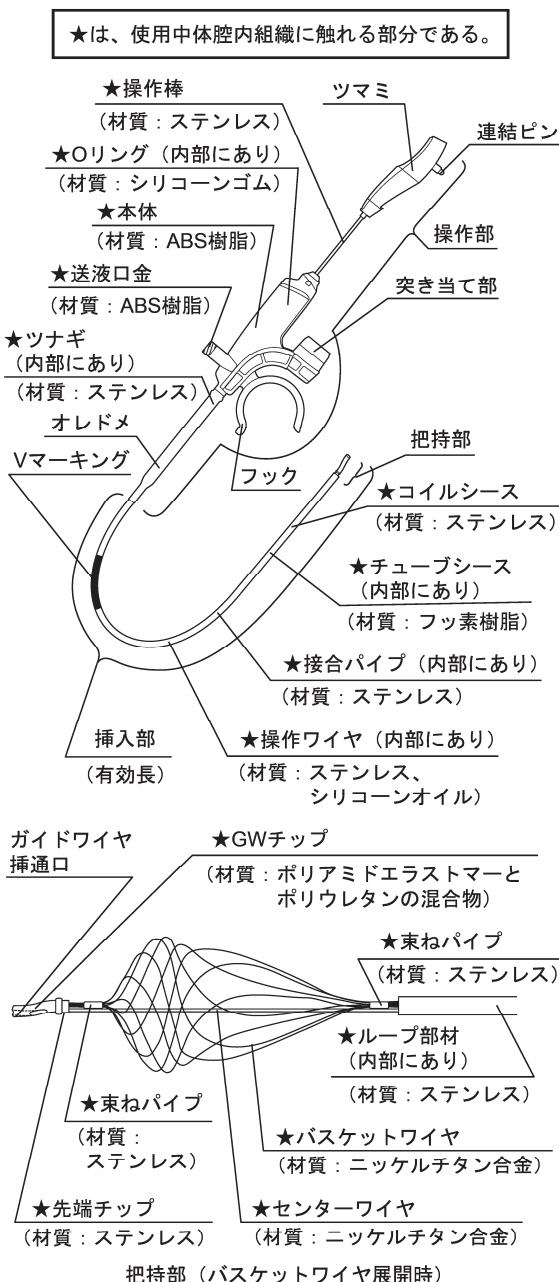 ★は、使用中体腔内組織に触れる部分である。
★操作棒
(材質:ステンレス)
ツマミ
連結ピン
★Oリング(内部にあり)
(材質:シリコーンゴム)
★本体
(材質:ABS樹脂)
操作部
★送液口金
(材質:ABS樹脂)
突き当て部
★ツナギ
(内部にあり)
(材質:ステンレス)
オレドメ
Vマーキング
フック
把持部
★コイルシース
(材質:ステンレス)
★チューブシース
(内部にあり)
(材質:フッ素樹脂)
★接合パイプ(内部にあり)
(材質:ステンレス)
挿入部
(有効長)
★操作ワイヤ(内部にあり)
(材質:ステンレス、
シリコーンオイル)
ガイドワイヤ
挿通口
★GWチップ
(材質:ポリアミドエラストマーと
ポリウレタンの混合物)
★束ねパイプ
(材質:ステンレス)
★ループ部材
(内部にあり)
(材質:ステンレス)
★束ねパイプ
(材質:
ステンレス)
★バスケットワイヤ
(材質:ニッケルチタン合金)
★先端チップ
(材質:ステンレス)
★センターワイヤ
(材質:ニッケルチタン合金)
把持部(バスケットワイヤ展開時)